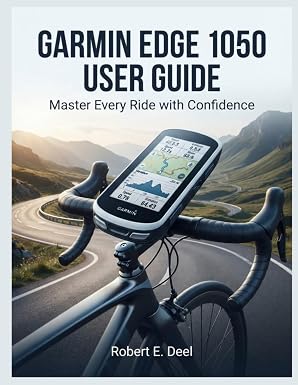 GARMIN EDGE 1050
USER GUIDE
Master Every Ride with Confidence
GARMIN
Robert E. Deel